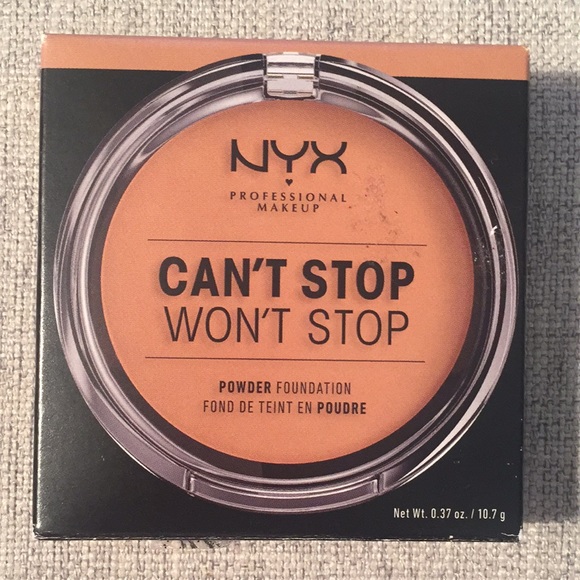 NYX
PROFESSIONAL
MAKEUP
CAN'T STOP
WON'T STOP
POWDER FOUNDATION
FOND DE TEINT EN POUDRE
Net Wt. 0.37 oz. / 10.7 g